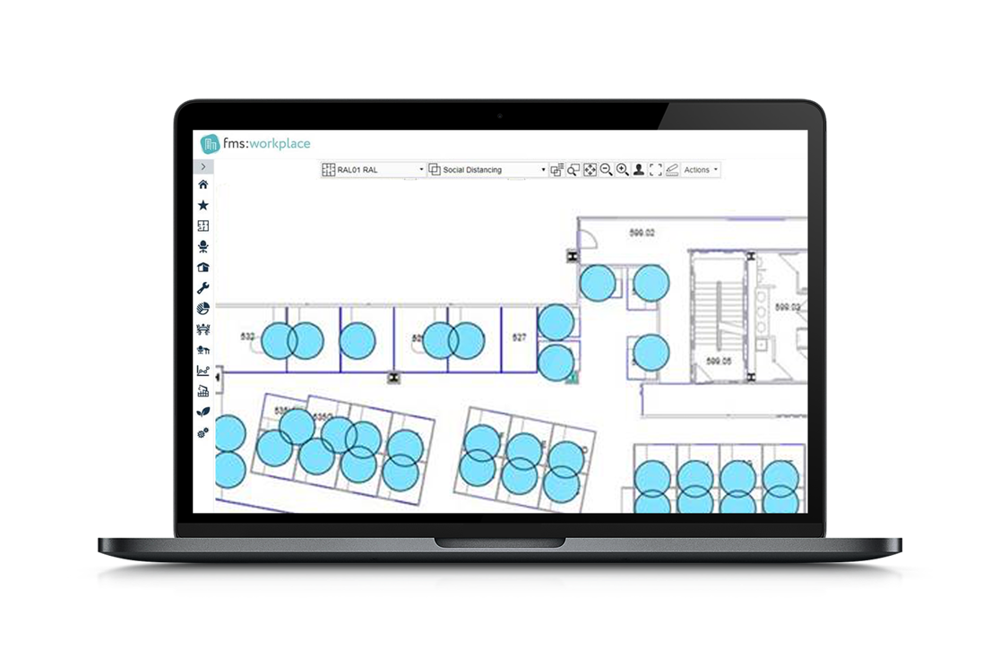 fms:workplace
RAL01 RAL
Social Distancing
Actions
599.02
532
527
599.03
599.05